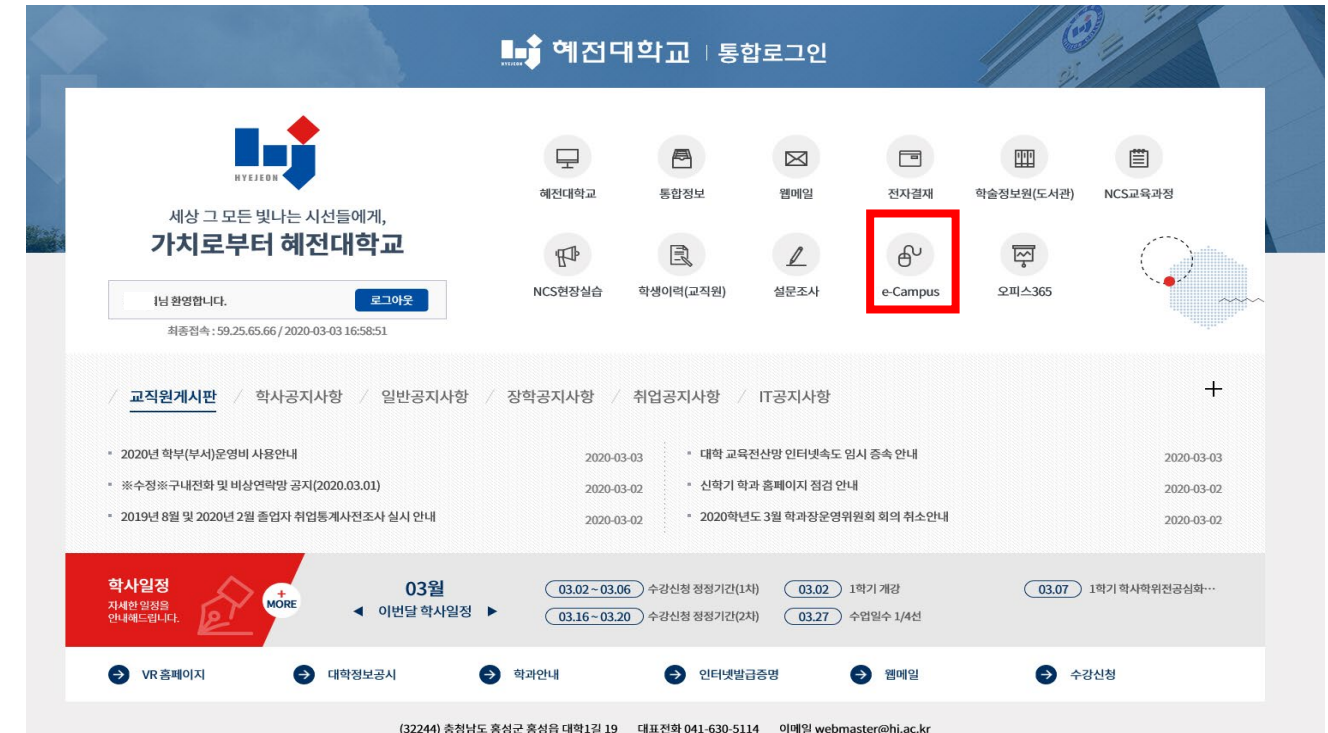 HYEJEON 혜전대학교 | 통합로그인
HYEJEON
세상 그 모든 빛나는 시선들에게,
가치로부터 혜전대학교
님 환영합니다.
로그아웃
최종접속 : 59.25.65.66 / 2020-03-03 16:58:51
혜전대학교 통합정보 웹메일 전자결재 학술정보원(도서관) NCS교육과정
NCS현장실습 학생이력(교직원) 설문조사 e-Campus 오피스365
/ 교직원게시판 / 학사공지사항 / 일반공지사항 / 장학공지사항 / 취업공지사항 / IT공지사항 +
2020년 학부(부서)운영비 사용안내 2020-03-03
※수정※구내전화 및 비상연락망 공지(2020.03.01) 2020-03-02
2019년 8월 및 2020년 2월 졸업자 취업통계사전조사 실시 안내 2020-03-02
대학 교육전산망 인터넷속도 임시 증속 안내 2020-03-03
신학기 학과 홈페이지 점검 안내 2020-03-02
2020학년도 3월 학과장운영위원회 회의 취소안내 2020-03-02
학사일정
자세한 일정을
안내해드립니다.
+
MORE
03월
◀ 이번달 학사일정 ▶
03.02 ~ 03.06 수강신청 정정기간(1차) 03.02 1학기 개강 03.07 1학기 학사학위전공심화…
03.16 ~ 03.20 수강신청 정정기간(2차) 03.27 수업일수 1/4선
VR 홈페이지 대학정보공시 학과안내 인터넷발급증명 웹메일 수강신청
(32244) 충청남도 홍성군 홍성읍 대학1길 19 대표전화 041-630-5114 이메일 webmaster@hj.ac.kr